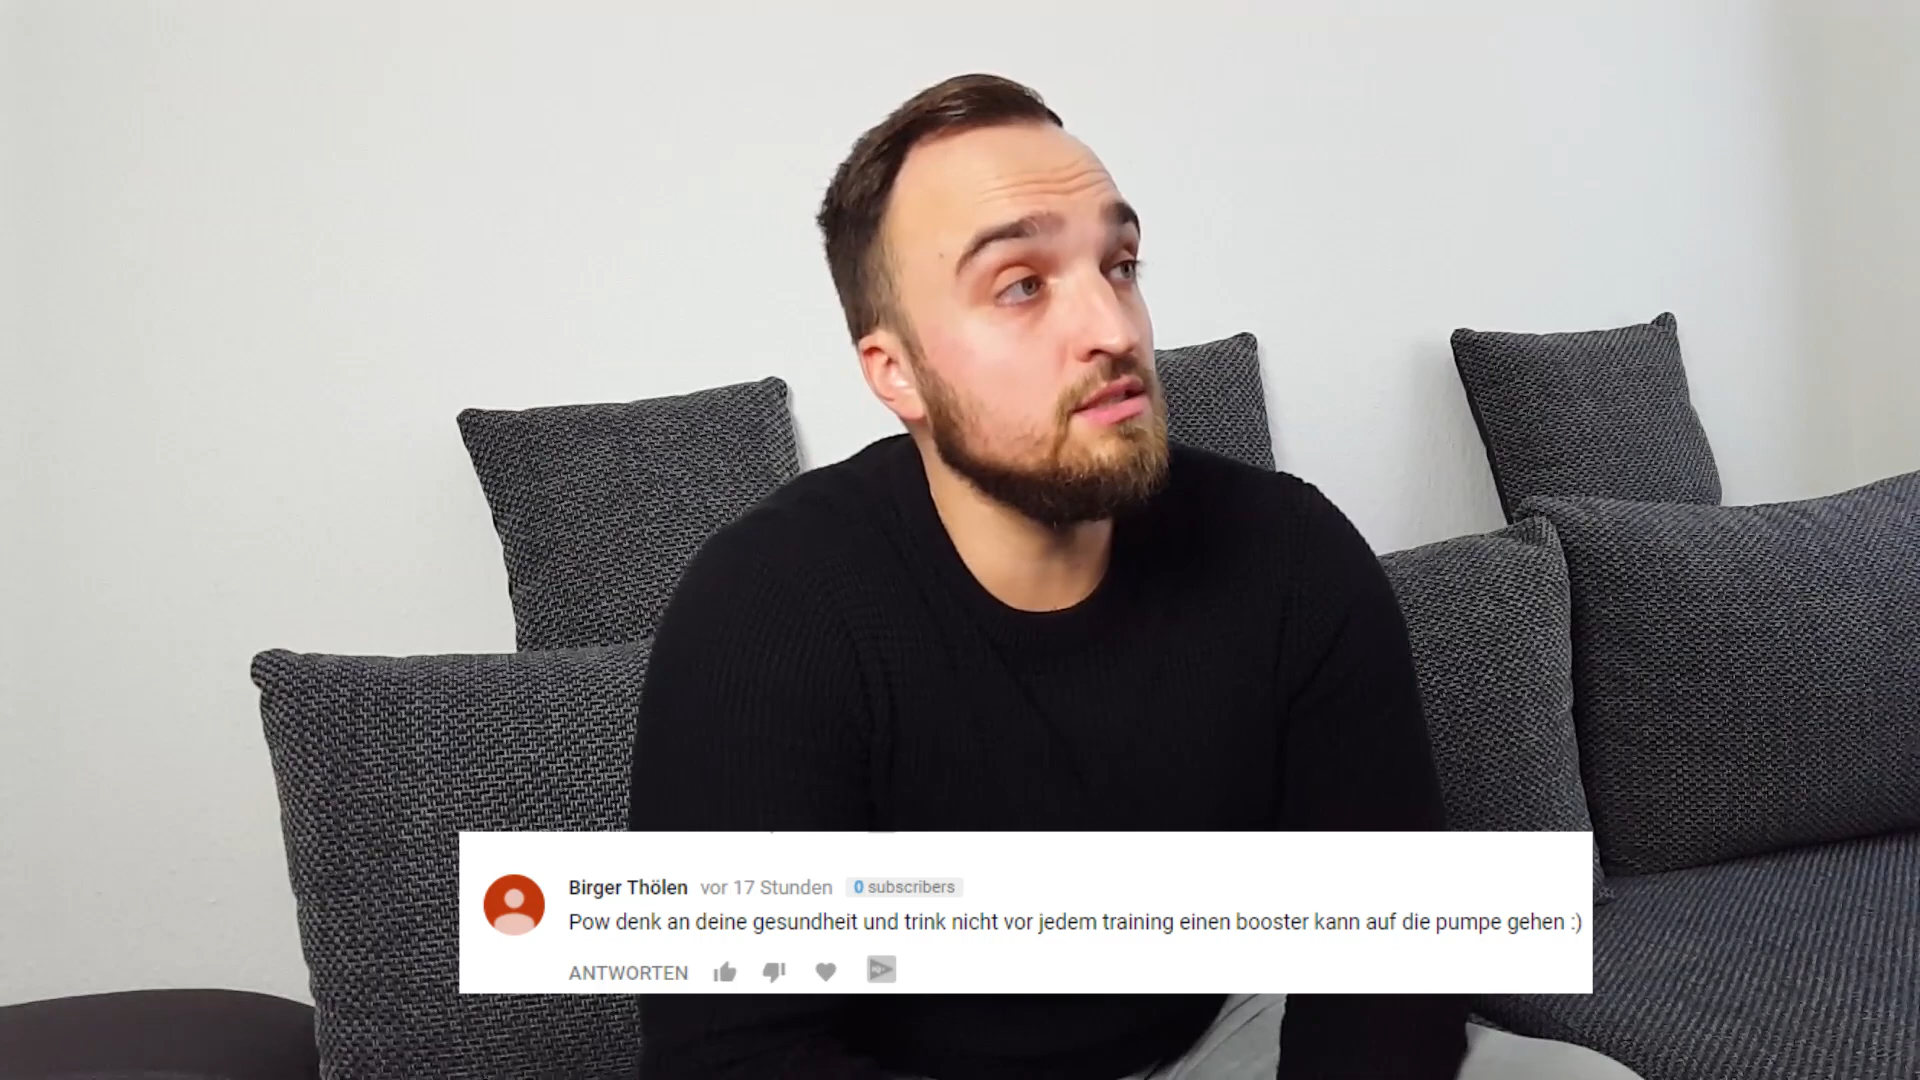 Birger Thölen vor 17 Stunden 0 subscribers
Pow denk an deine gesundheit und trink nicht vor jedem training einen booster kann auf die pumpe gehen :)
ANTWORTEN